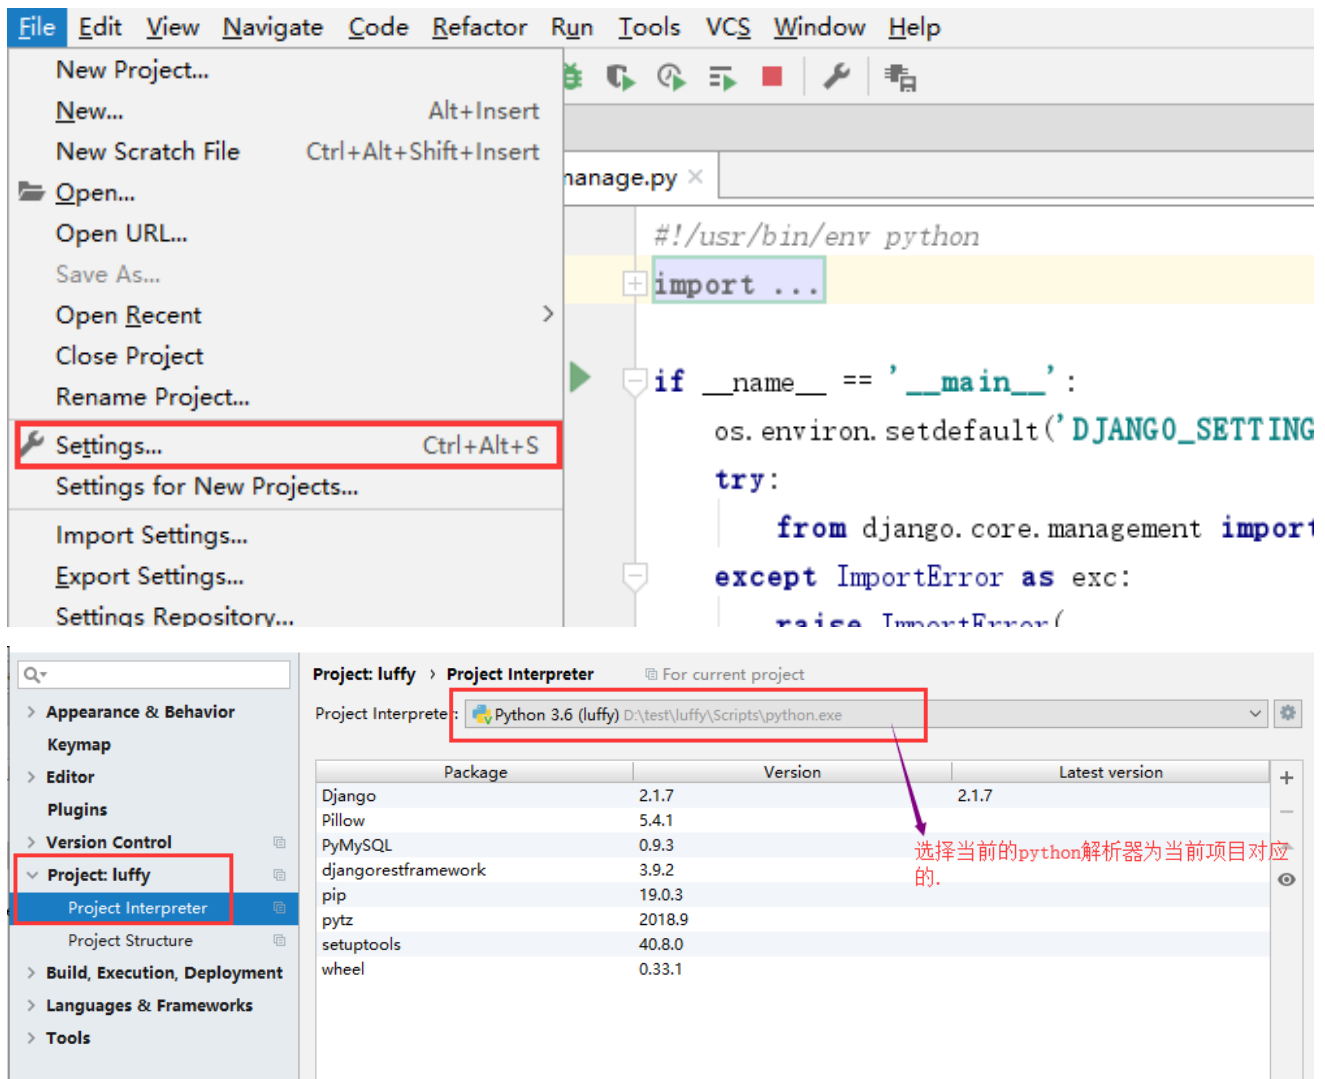 File Edit View Navigate Code Refactor Run Tools VCS Window Help
New Project...
New... Alt+Insert
New Scratch File Ctrl+Alt+Shift+Insert
Open...
Open URL...
Save As...
Open Recent
Close Project
Rename Project...
Settings... Ctrl+Alt+S
Settings for New Projects...
Import Settings...
Export Settings...
Settings Repository...
manage.py
#!/usr/bin/env python
import ...
if __name__ == '__main__':
os.environ.setdefault('DJANGO_SETTING
try:
from django.core.management import
except ImportError as exc:
raise ImportError(
Appearance & Behavior
Keymap
Editor
Plugins
Version Control
Project: luffy
Project Interpreter
Project Structure
Build, Execution, Deployment
Languages & Frameworks
Tools
Project: luffy › Project Interpreter For current project
Project Interpreter: Python 3.6 (luffy) D:\test\luffy\Scripts\python.exe
Package Version Latest version
Django 2.1.7 2.1.7
Pillow 5.4.1
PyMySQL 0.9.3
djangorestframework 3.9.2
pip 19.0.3
pytz 2018.9
setuptools 40.8.0
wheel 0.33.1
选择当前的python解析器为当前项目对应
的.